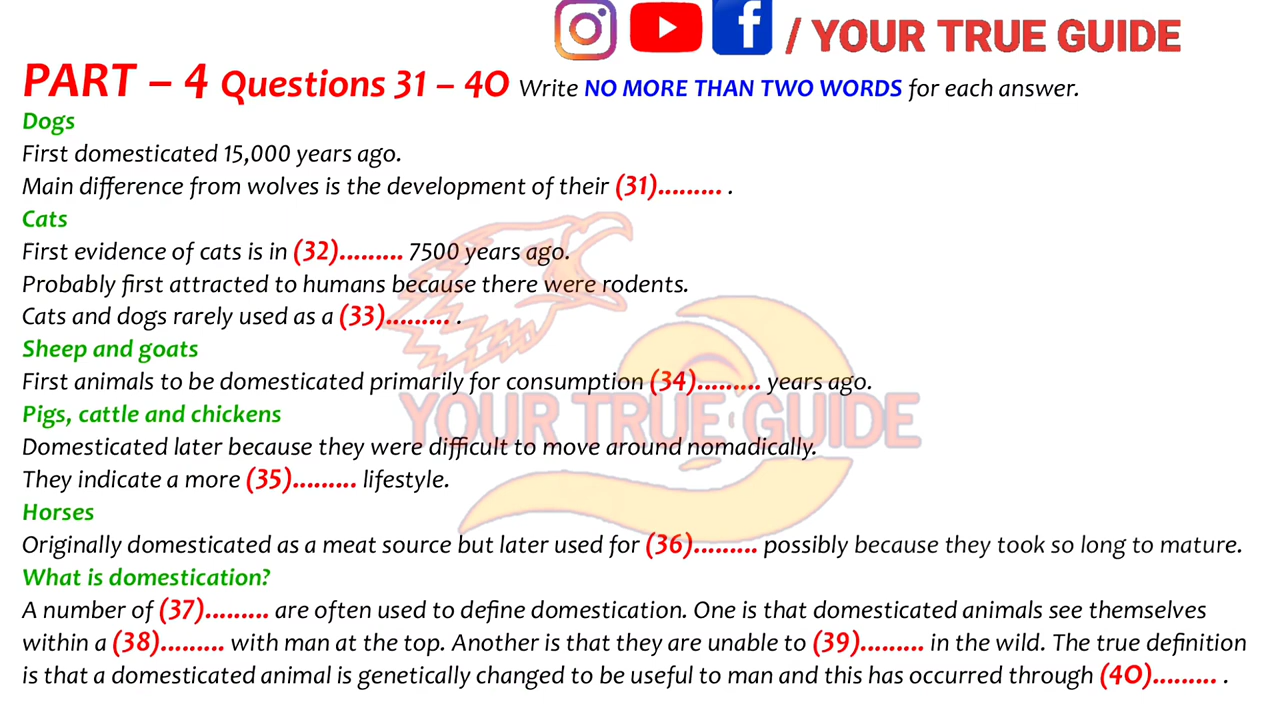 / YOUR TRUE GUIDE
PART – 4 Questions 31 – 40 Write NO MORE THAN TWO WORDS for each answer.
Dogs
First domesticated 15,000 years ago.
Main difference from wolves is the development of their (31)......... .
Cats
First evidence of cats is in (32)......... 7500 years ago.
Probably first attracted to humans because there were rodents.
Cats and dogs rarely used as a (33)......... .
Sheep and goats
First animals to be domesticated primarily for consumption (34)......... years ago.
Pigs, cattle and chickens
YOUR TRUE GUIDE
Domesticated later because they were difficult to move around nomadically.
They indicate a more (35)......... lifestyle.
Horses
Originally domesticated as a meat source but later used for (36)......... possibly because they took so long to mature.
What is domestication?
A number of (37)......... are often used to define domestication. One is that domesticated animals see themselves
within a (38)......... with man at the top. Another is that they are unable to (39)......... in the wild. The true definition
is that a domesticated animal is genetically changed to be useful to man and this has occurred through (40)......... .